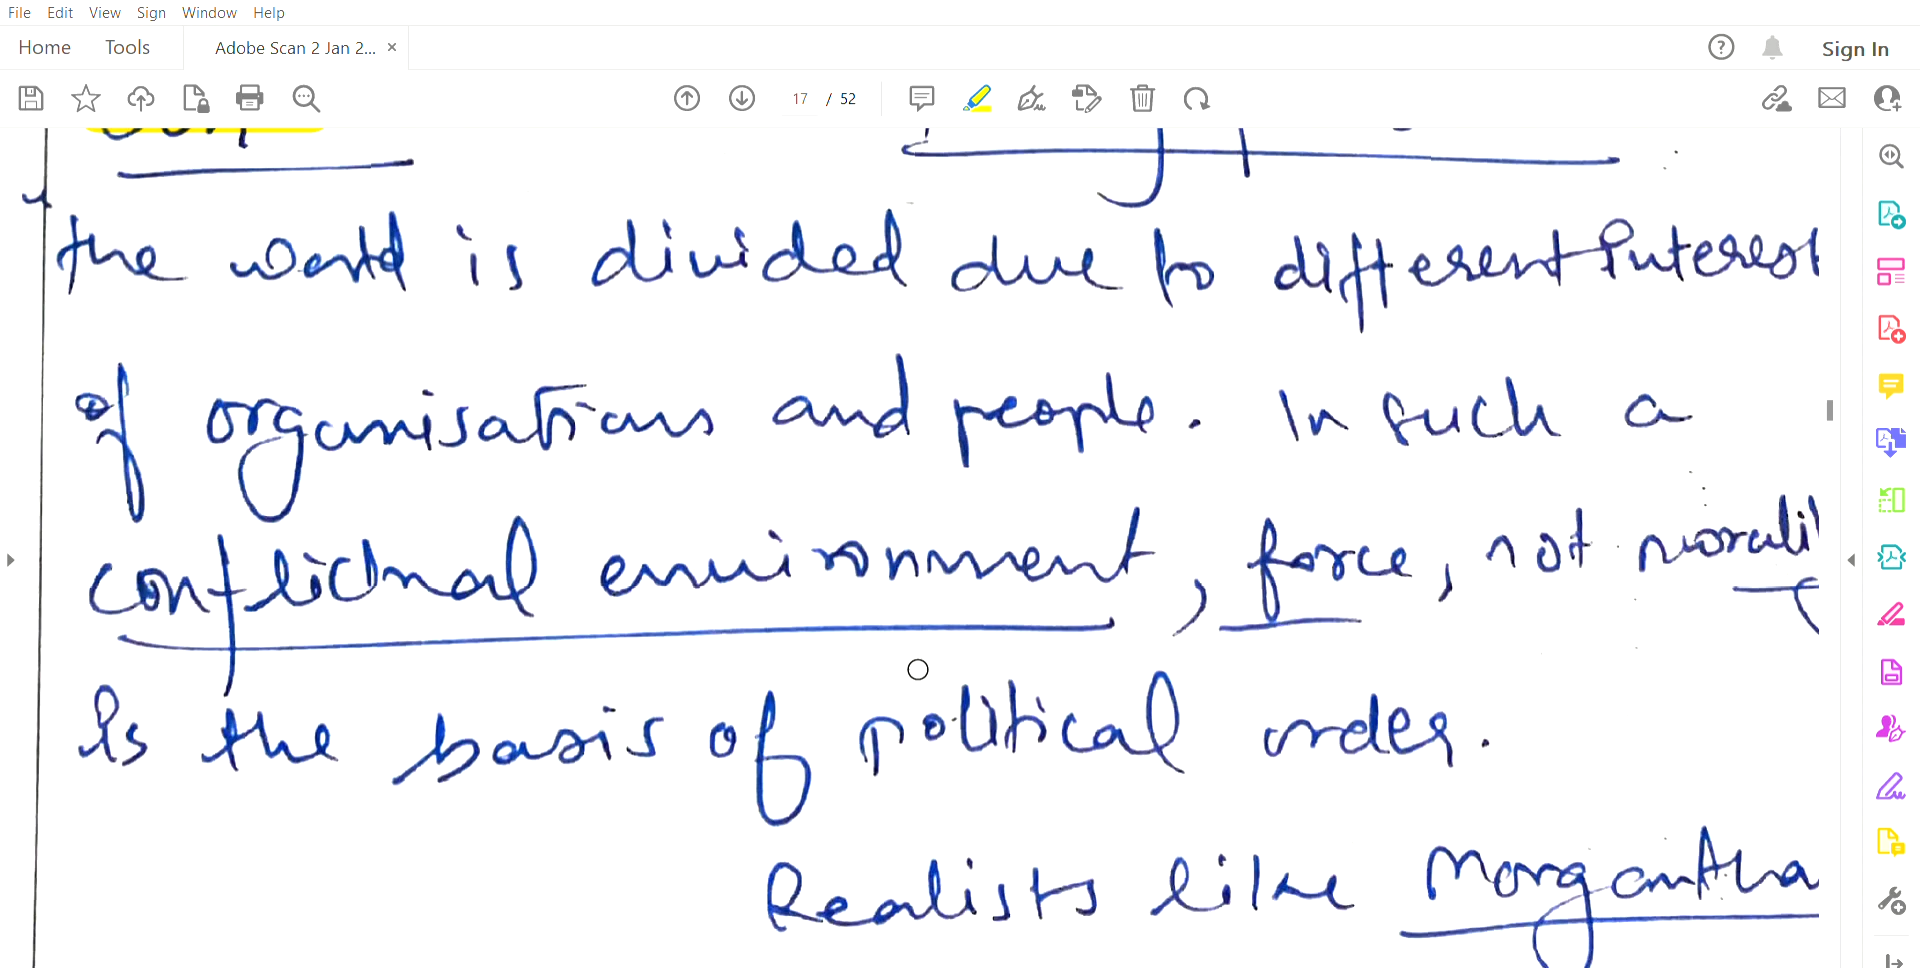 File Edit View Sign Window Help
Home Tools Adobe Scan 2 Jan 2... × Sign In
17 / 52
the world is divided due to different interest
of organisations and people. In such a
conflictnal environment, force, not morali
is the basis of political order.
Realists like Morgantha